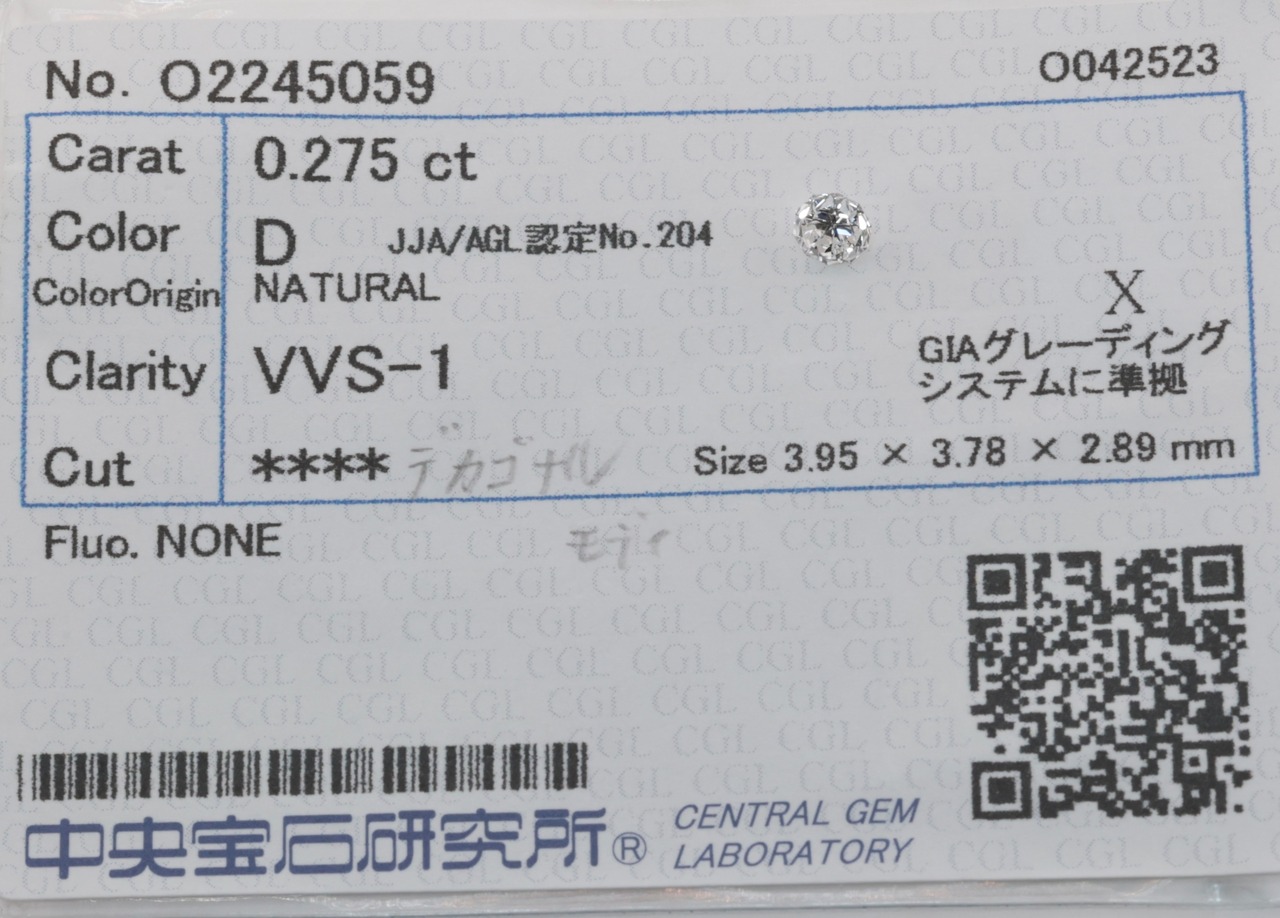 No. O2245059
O042523
Carat 0.275 ct
Color D JJA/AGL認定No.204
ColorOrigin NATURAL
X
Clarity VVS-1
GIAグレーディング
システムに準拠
Cut **** デカゴナル Size 3.95 × 3.78 × 2.89 mm
モディ
Fluo. NONE
中央宝石研究所® CENTRAL GEM
LABORATORY